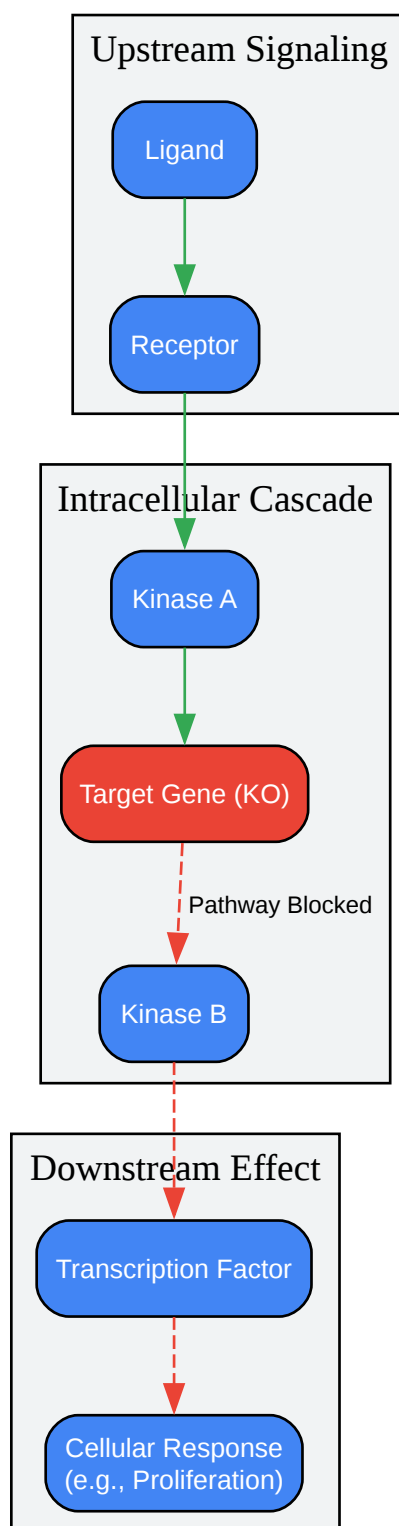 Upstream Signaling
Ligand
Receptor
Intracellular Cascade
Kinase A
Target Gene (KO)
Pathway Blocked
Kinase B
Downstream Effect
Transcription Factor
Cellular Response
(e.g., Proliferation)